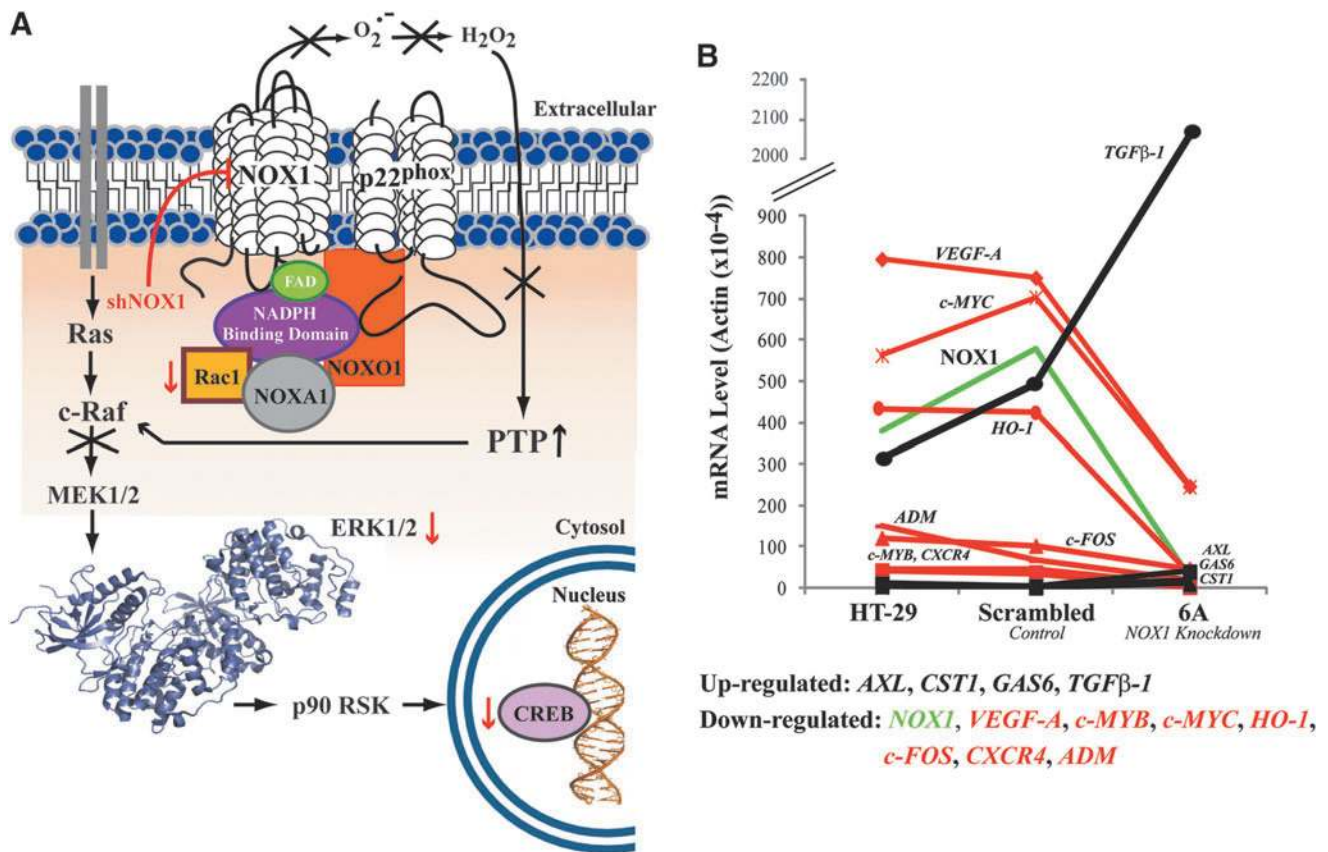 A
O2•-
H2O2
Extracellular
NOX1
p22phox
shNOX1
FAD
NADPH
Binding Domain
Ras
Rac1
NOXO1
NOXA1
c-Raf
PTP↑
MEK1/2
ERK1/2 ↓
Cytosol
Nucleus
p90 RSK
CREB
B
mRNA Level (Actin (x10-4))
2200
2100
2000
900
800
700
600
500
400
300
200
100
0
TGFβ-1
VEGF-A
c-MYC
NOX1
HO-1
ADM
c-FOS
c-MYB, CXCR4
AXL
GAS6
CST1
HT-29
Scrambled
Control
6A
NOX1 Knockdown
Up-regulated: AXL, CST1, GAS6, TGFβ-1
Down-regulated: NOX1, VEGF-A, c-MYB, c-MYC, HO-1,
c-FOS, CXCR4, ADM